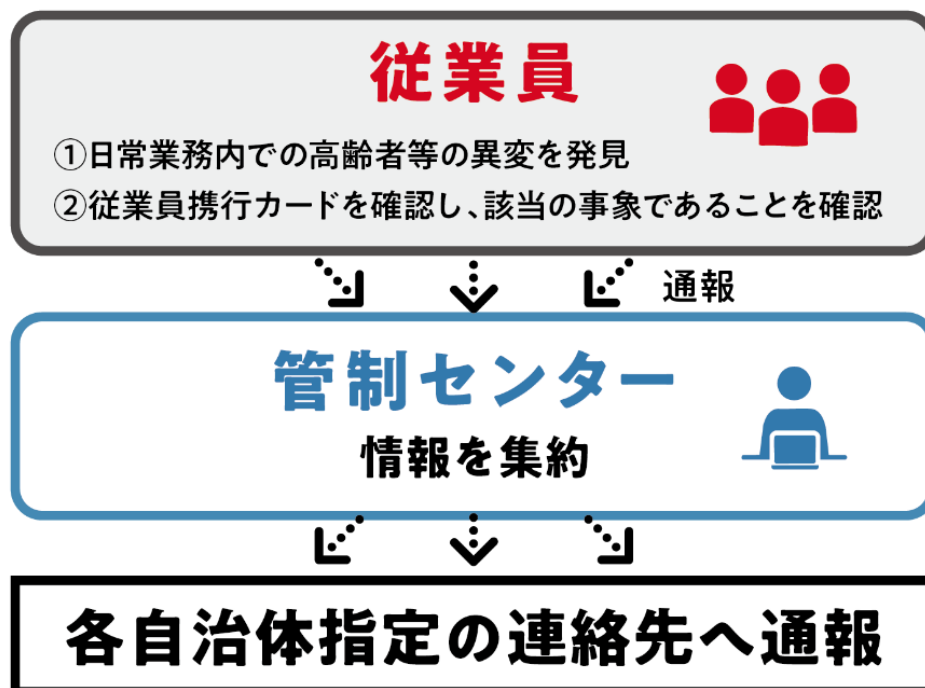 従業員
①日常業務内での高齢者等の異変を発見
②従業員携行カードを確認し、該当の事象であることを確認
通報
管制センター
情報を集約
各自治体指定の連絡先へ通報